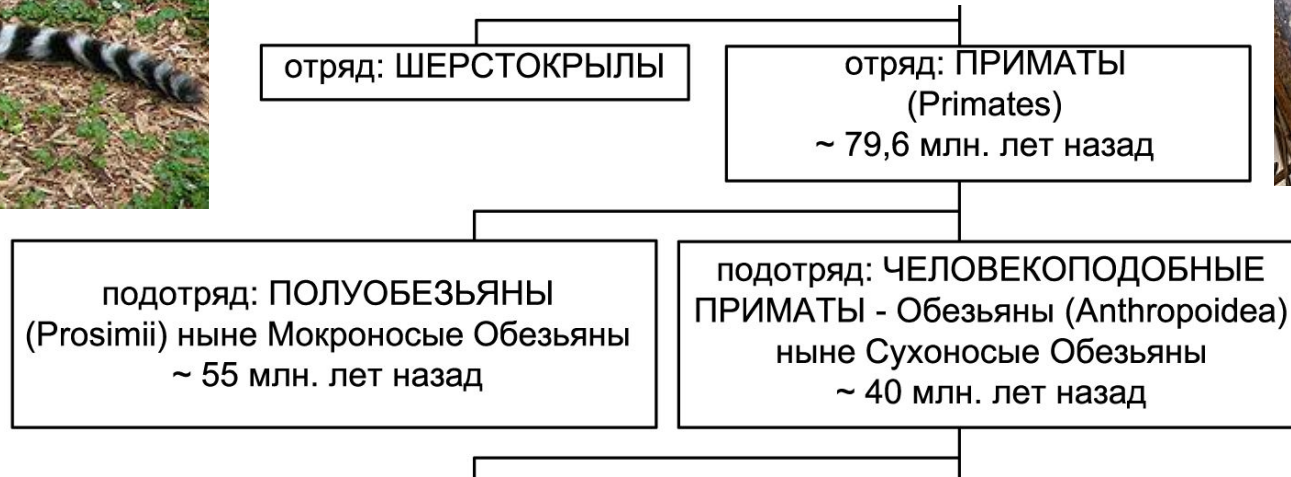 отряд: ШЕРСТОКРЫЛЫ
отряд: ПРИМАТЫ
(Primates)
~ 79,6 млн. лет назад
подотряд: ПОЛУОБЕЗЬЯНЫ
(Prosimii) ныне Мокроносые Обезьяны
~ 55 млн. лет назад
подотряд: ЧЕЛОВЕКОПОДОБНЫЕ
ПРИМАТЫ - Обезьяны (Anthropoidea)
ныне Сухоносые Обезьяны
~ 40 млн. лет назад